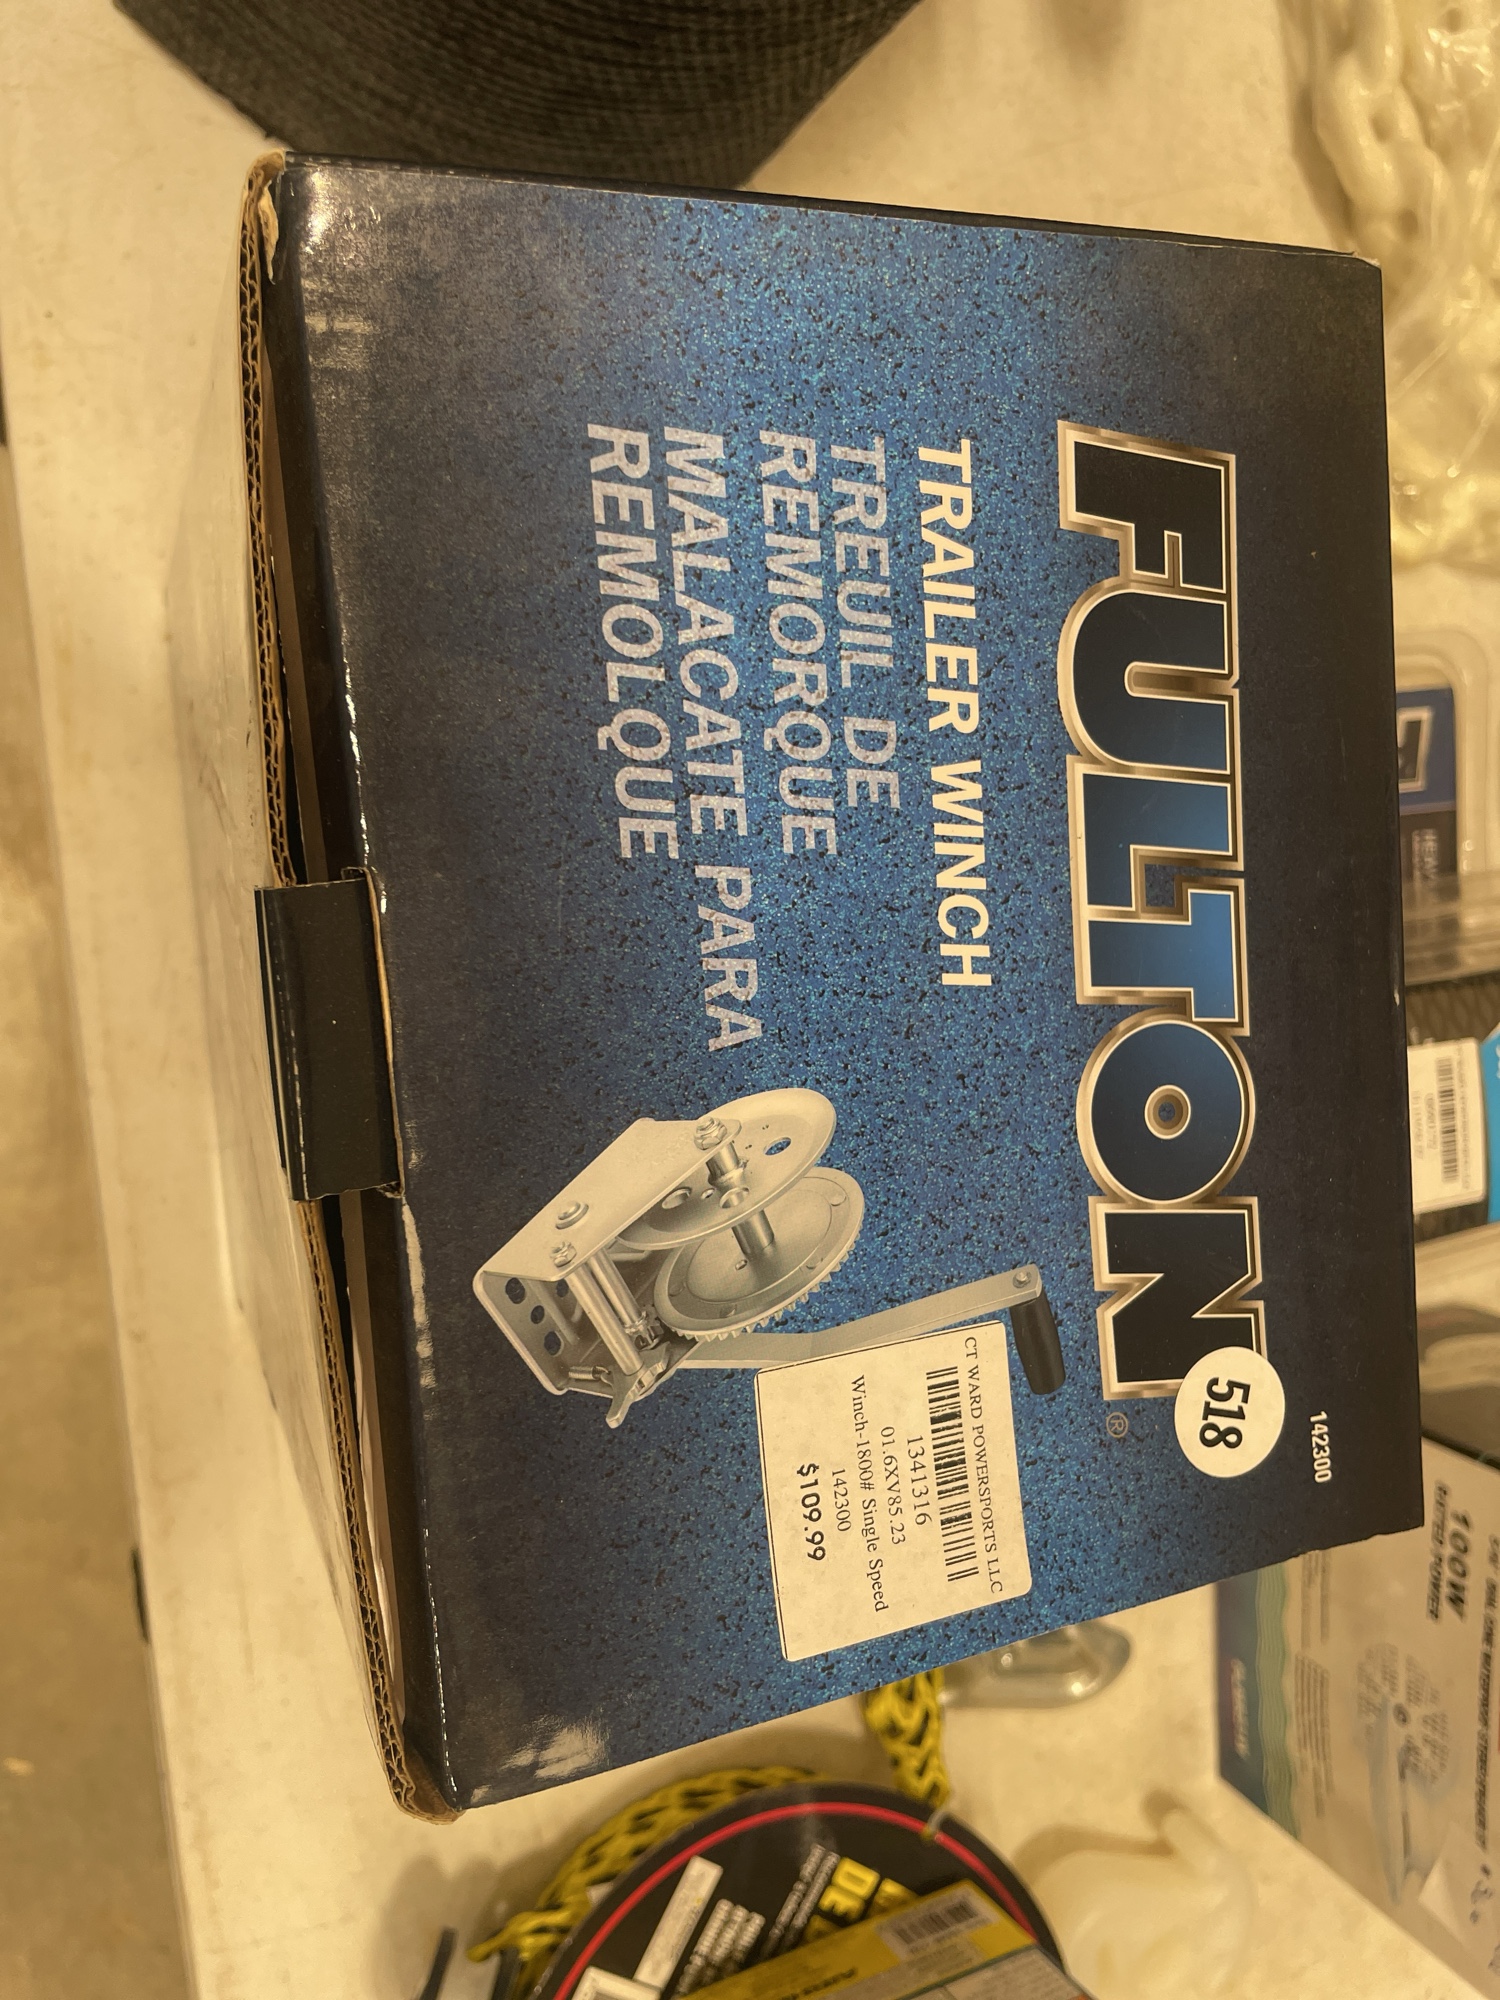 142300
518
FULTON®
TRAILER WINCH
TREUIL DE
REMORQUE
MALACATE PARA
REMOLQUE
CT WARD POWERSPORTS LLC
1341316
01.6XV85.23
Winch-1800# Single Speed
142300
$109.99
100W